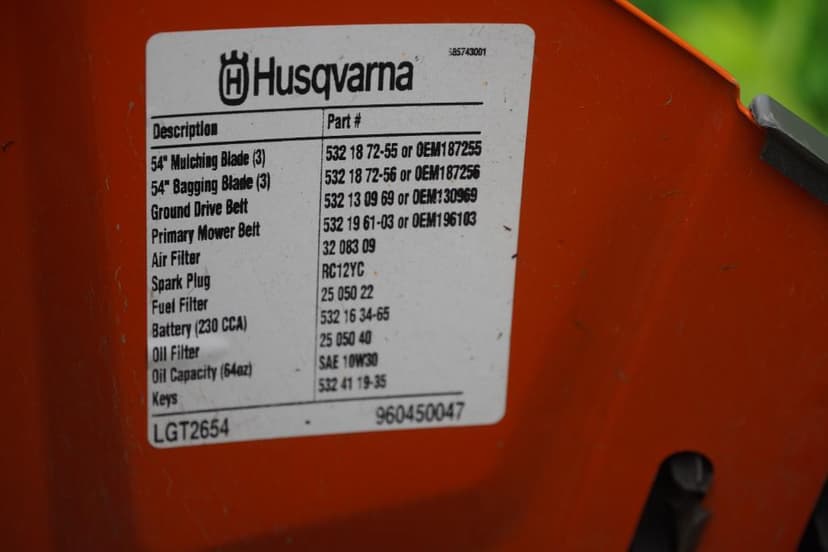 585743001
Husqvarna
Description Part #
54" Mulching Blade (3) 532 18 72-55 or OEM187255
54" Bagging Blade (3) 532 18 72-56 or OEM187256
Ground Drive Belt 532 13 09 69 or OEM130969
Primary Mower Belt 532 19 61-03 or OEM196103
Air Filter 32 083 09
Spark Plug RC12YC
Fuel Filter 25 050 22
Battery (230 CCA) 532 16 34-65
Oil Filter 25 050 40
Oil Capacity (64oz) SAE 10W30
Keys 532 41 19-35
LGT2654 - 960450047